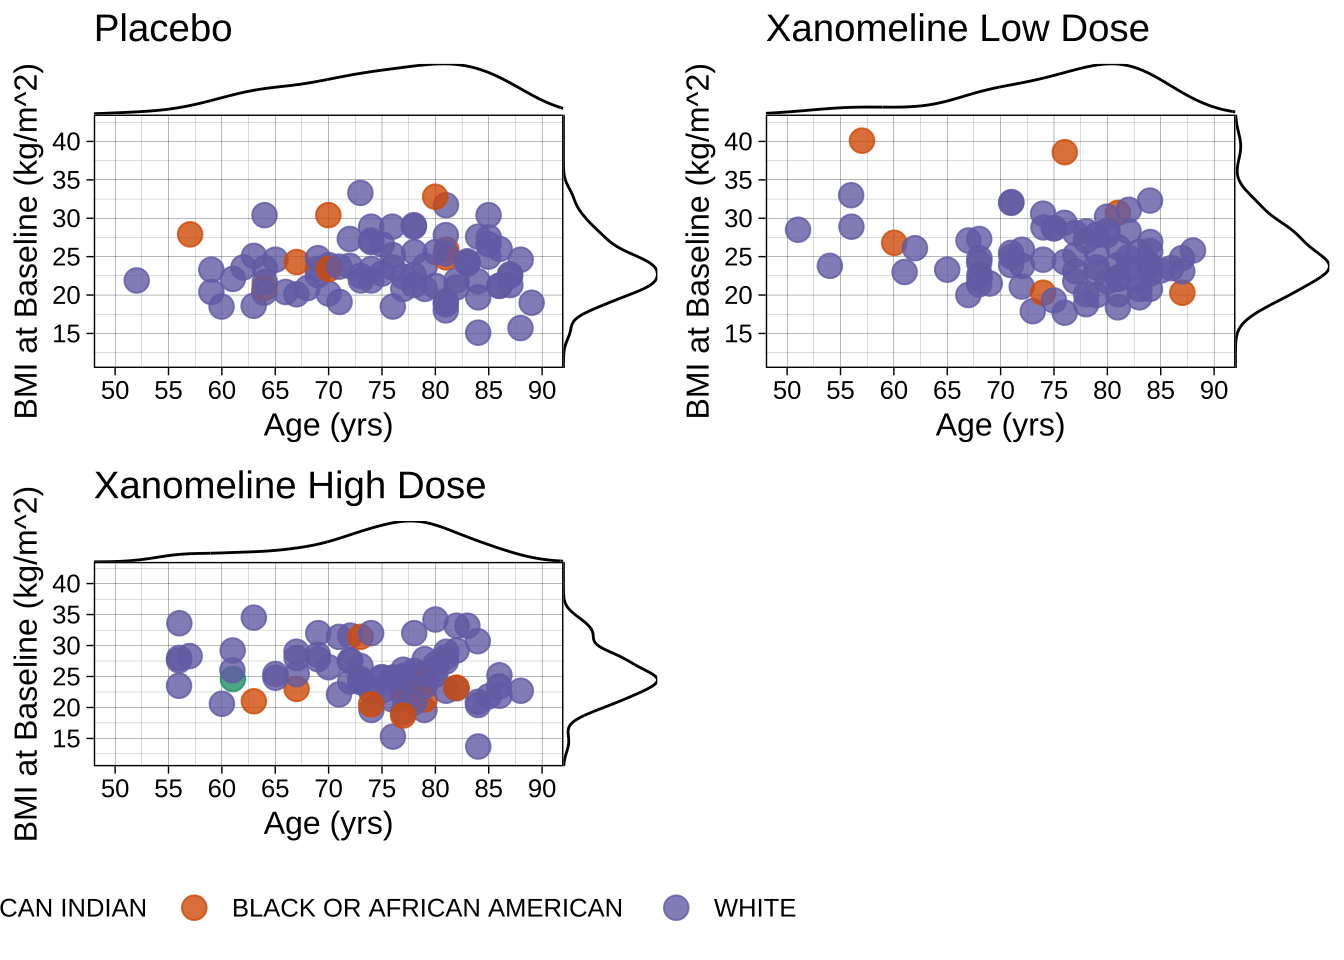 Placebo
BMI at Baseline (kg/m^2)
40
35
30
25
20
15
50 55 60 65 70 75 80 85 90
Age (yrs)
Xanomeline Low Dose
BMI at Baseline (kg/m^2)
40
35
30
25
20
15
50 55 60 65 70 75 80 85 90
Age (yrs)
Xanomeline High Dose
BMI at Baseline (kg/m^2)
40
35
30
25
20
15
50 55 60 65 70 75 80 85 90
Age (yrs)
CAN INDIAN BLACK OR AFRICAN AMERICAN WHITE